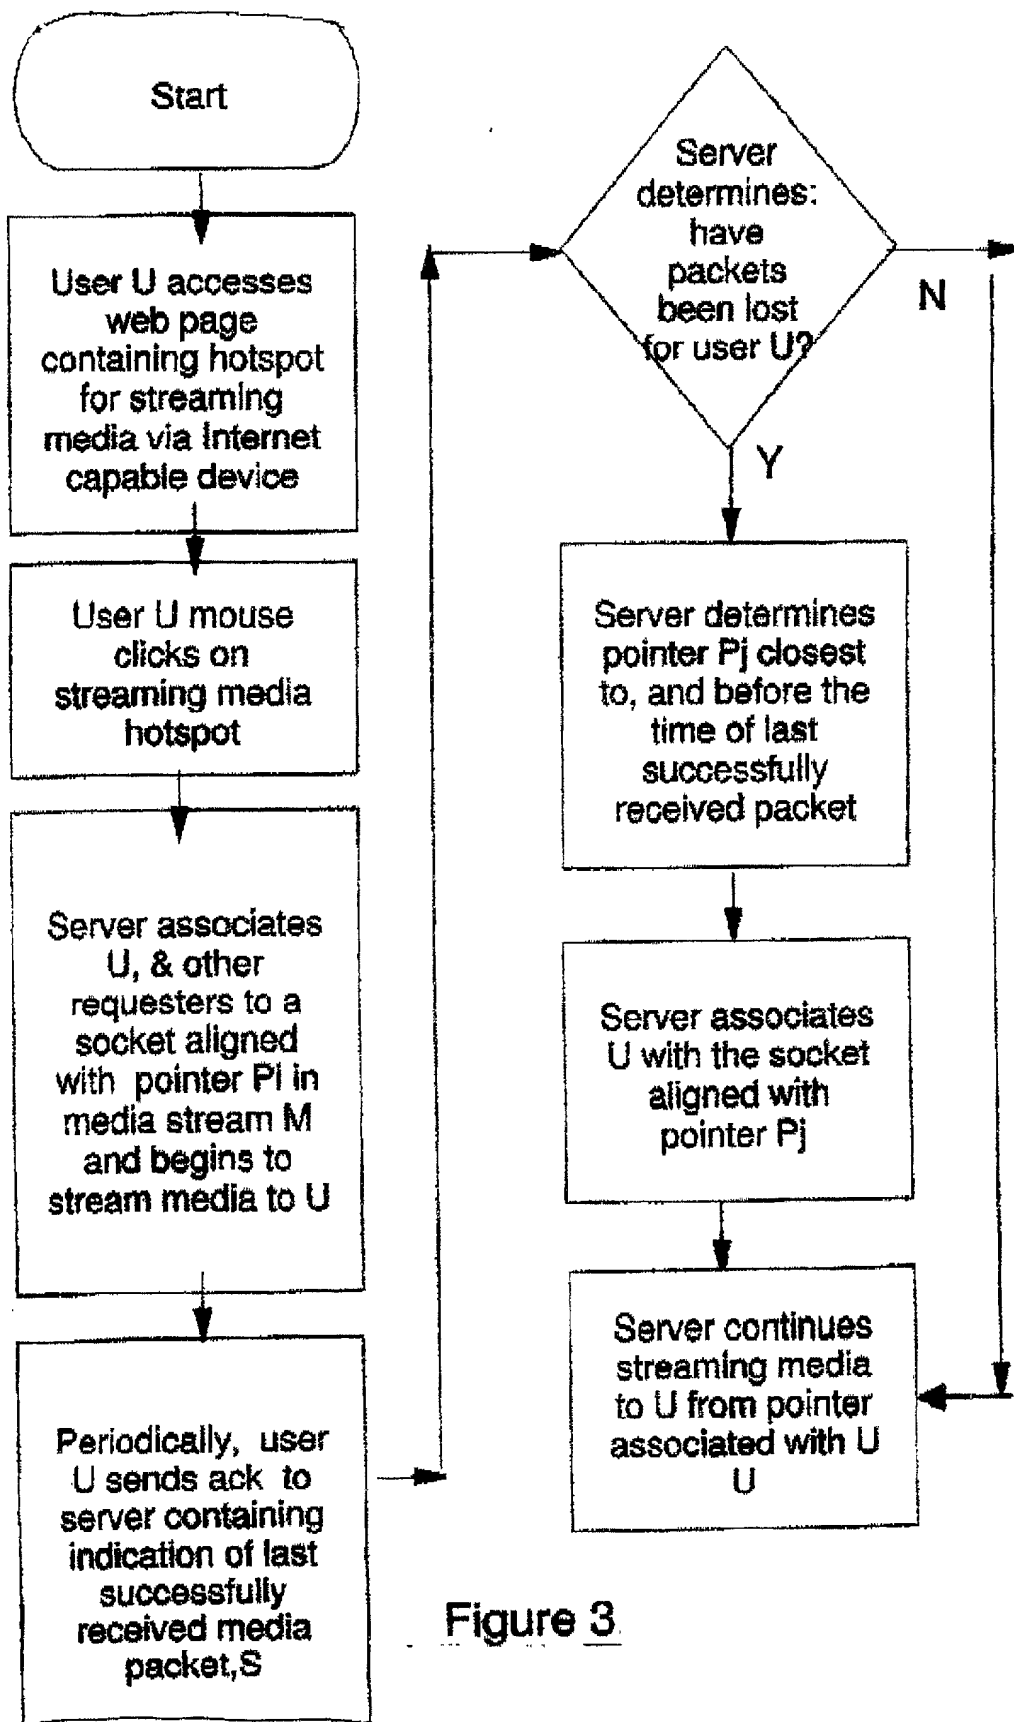 Start
User U accesses
web page
containing hotspot
for streaming
media via Internet
capable device
User U mouse
clicks on
streaming media
hotspot
Server associates
U, & other
requesters to a
socket aligned
with pointer Pi in
media stream M
and begins to
stream media to U
Periodically, user
U sends ack to
server containing
indication of last
successfully
received media
packet,S
Server
determines:
have
packets
been lost
for user U?
N
Y
Server determines
pointer Pj closest
to, and before the
time of last
successfully
received packet
Server associates
U with the socket
aligned with
pointer Pj
Server continues
streaming media
to U from pointer
associated with U
U
Figure 3